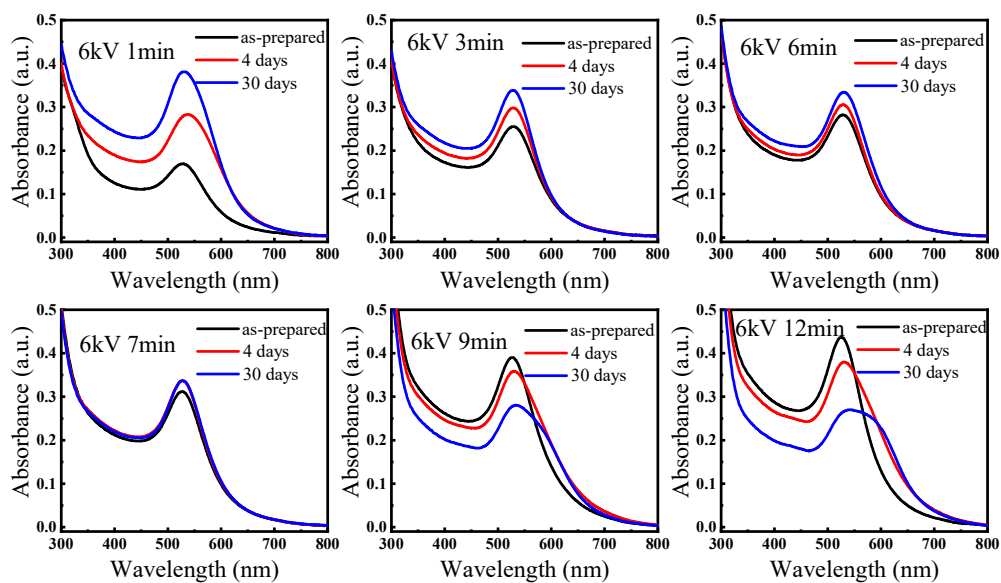 6kV 1min
as-prepared
4 days
30 days
Absorbance (a.u.)
0.5
0.4
0.3
0.2
0.1
0.0
300 400 500 600 700 800
Wavelength (nm)
6kV 3min
as-prepared
4 days
30 days
Absorbance (a.u.)
0.5
0.4
0.3
0.2
0.1
0.0
300 400 500 600 700 800
Wavelength (nm)
6kV 6min
as-prepared
4 days
30 days
Absorbance (a.u.)
0.5
0.4
0.3
0.2
0.1
0.0
300 400 500 600 700 800
Wavelength (nm)
6kV 7min
as-prepared
4 days
30 days
Absorbance (a.u.)
0.5
0.4
0.3
0.2
0.1
0.0
300 400 500 600 700 800
Wavelength (nm)
6kV 9min
as-prepared
4 days
30 days
Absorbance (a.u.)
0.5
0.4
0.3
0.2
0.1
0.0
300 400 500 600 700 800
Wavelength (nm)
6kV 12min
as-prepared
4 days
30 days
Absorbance (a.u.)
0.5
0.4
0.3
0.2
0.1
0.0
300 400 500 600 700 800
Wavelength (nm)